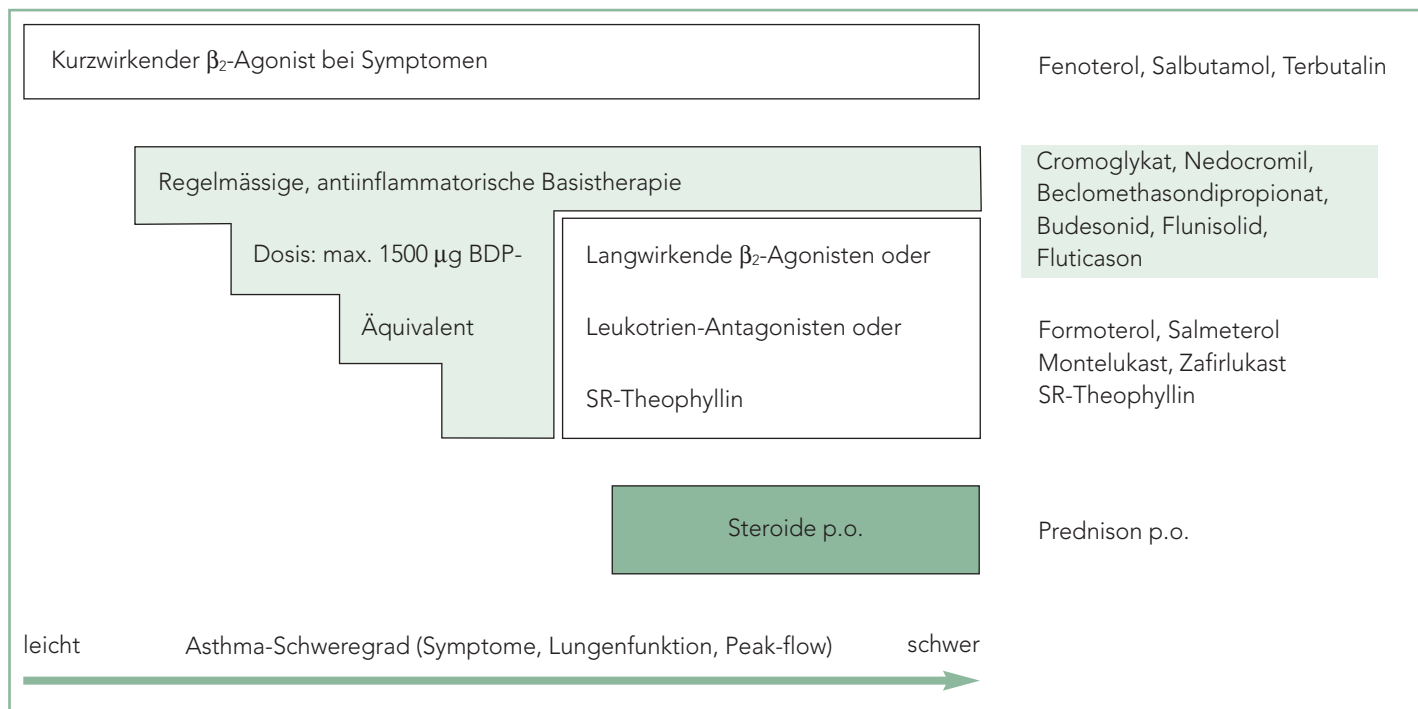 Kurzwirkender β₂-Agonist bei Symptomen
Fenoterol, Salbutamol, Terbutalin
Regelmässige, antiinflammatorische Basistherapie
Dosis: max. 1500 µg BDP-
Äquivalent
Cromoglykat, Nedocromil,
Beclomethasondipropionat,
Budesonid, Flunisolid,
Fluticason
Langwirkende β₂-Agonisten oder
Leukotrien-Antagonisten oder
SR-Theophyllin
Formoterol, Salmeterol
Montelukast, Zafirlukast
SR-Theophyllin
Steroide p.o.
Prednison p.o.
leicht
Asthma-Schweregrad (Symptome, Lungenfunktion, Peak-flow)
schwer